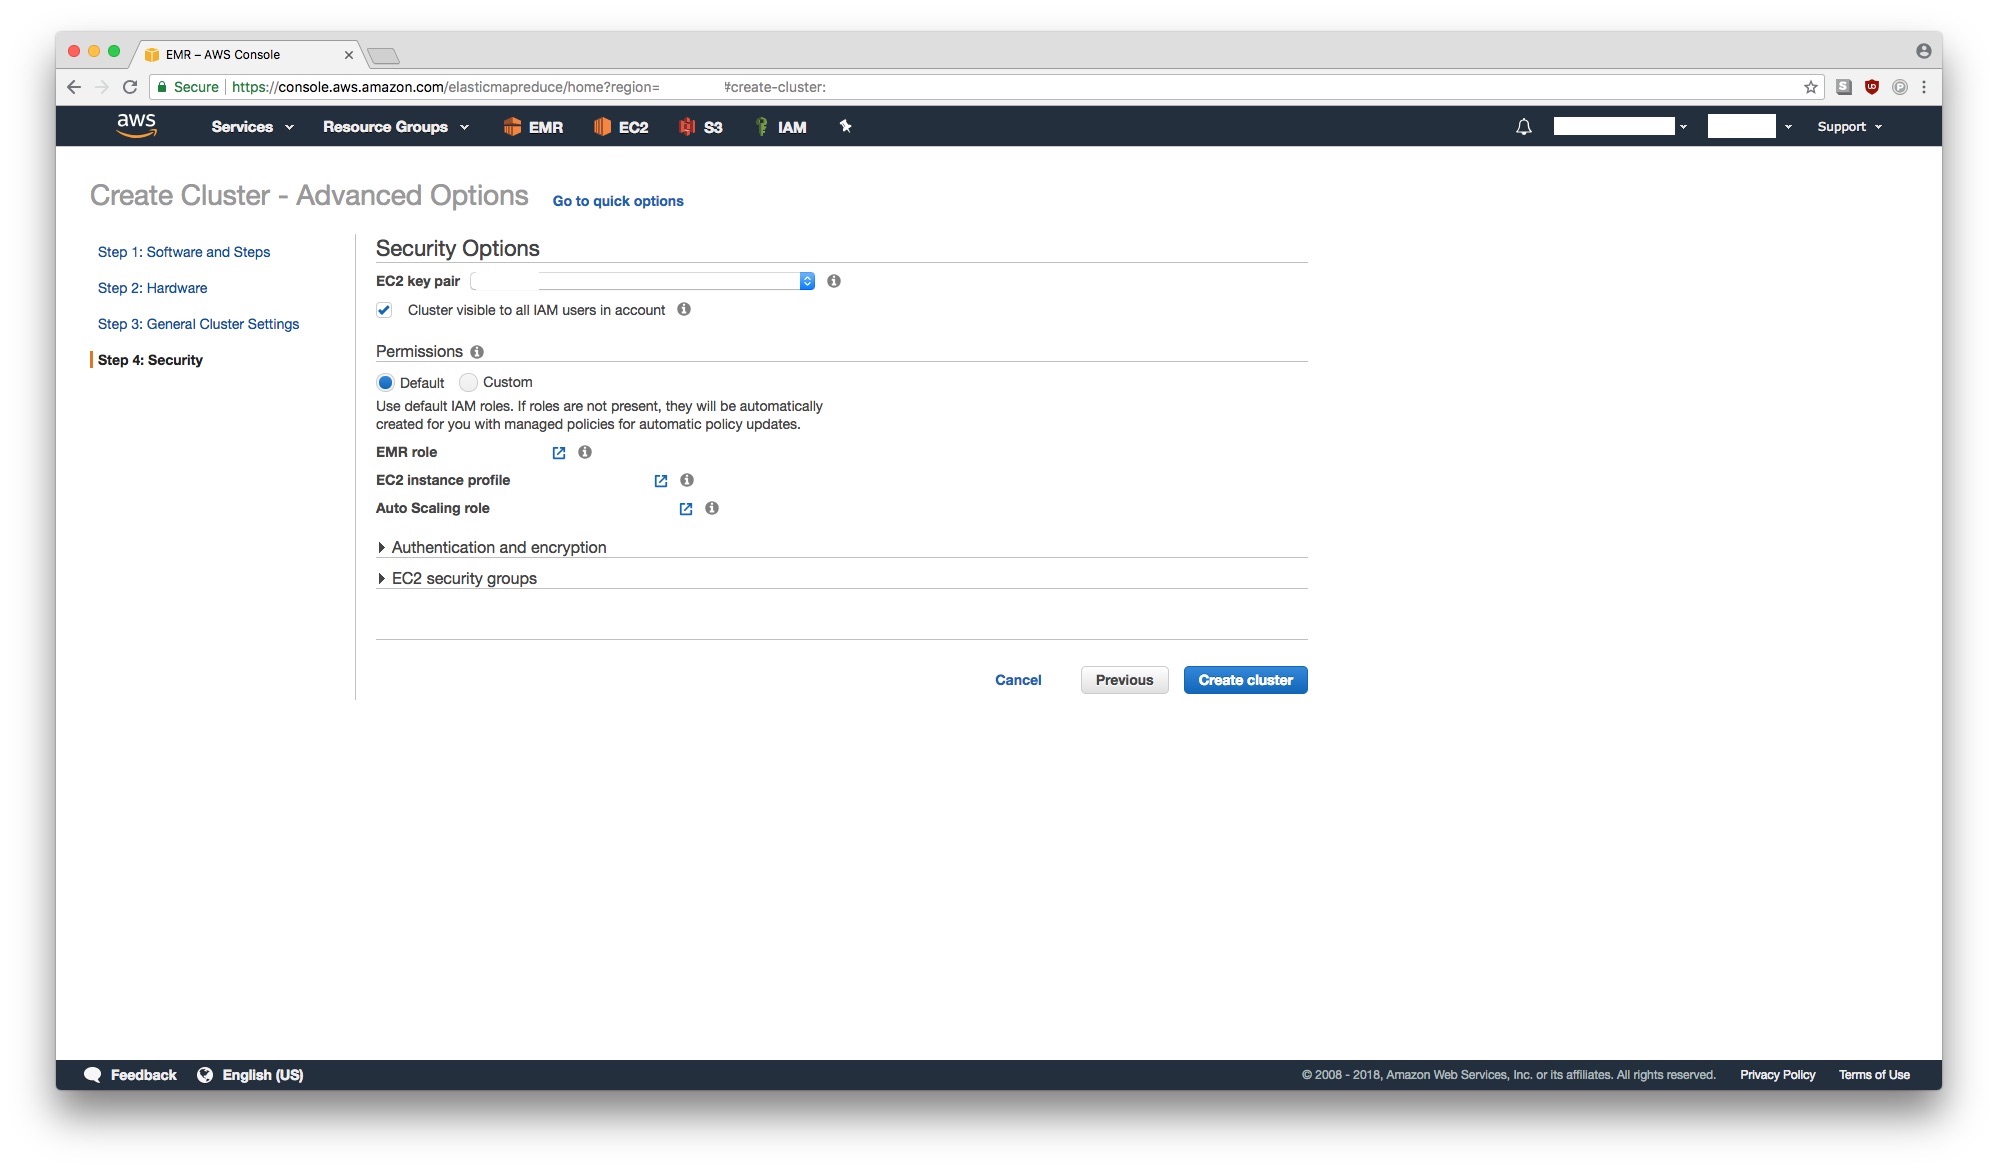 EMR – AWS Console
Secure https://console.aws.amazon.com/elasticmapreduce/home?region= #create-cluster:
aws Services Resource Groups EMR EC2 S3 IAM Support
Create Cluster - Advanced Options Go to quick options
Step 1: Software and Steps
Step 2: Hardware
Step 3: General Cluster Settings
Step 4: Security
Security Options
EC2 key pair
Cluster visible to all IAM users in account
Permissions
Default Custom
Use default IAM roles. If roles are not present, they will be automatically
created for you with managed policies for automatic policy updates.
EMR role
EC2 instance profile
Auto Scaling role
Authentication and encryption
EC2 security groups
Cancel Previous Create cluster
Feedback English (US) © 2008 - 2018, Amazon Web Services, Inc. or its affiliates. All rights reserved. Privacy Policy Terms of Use